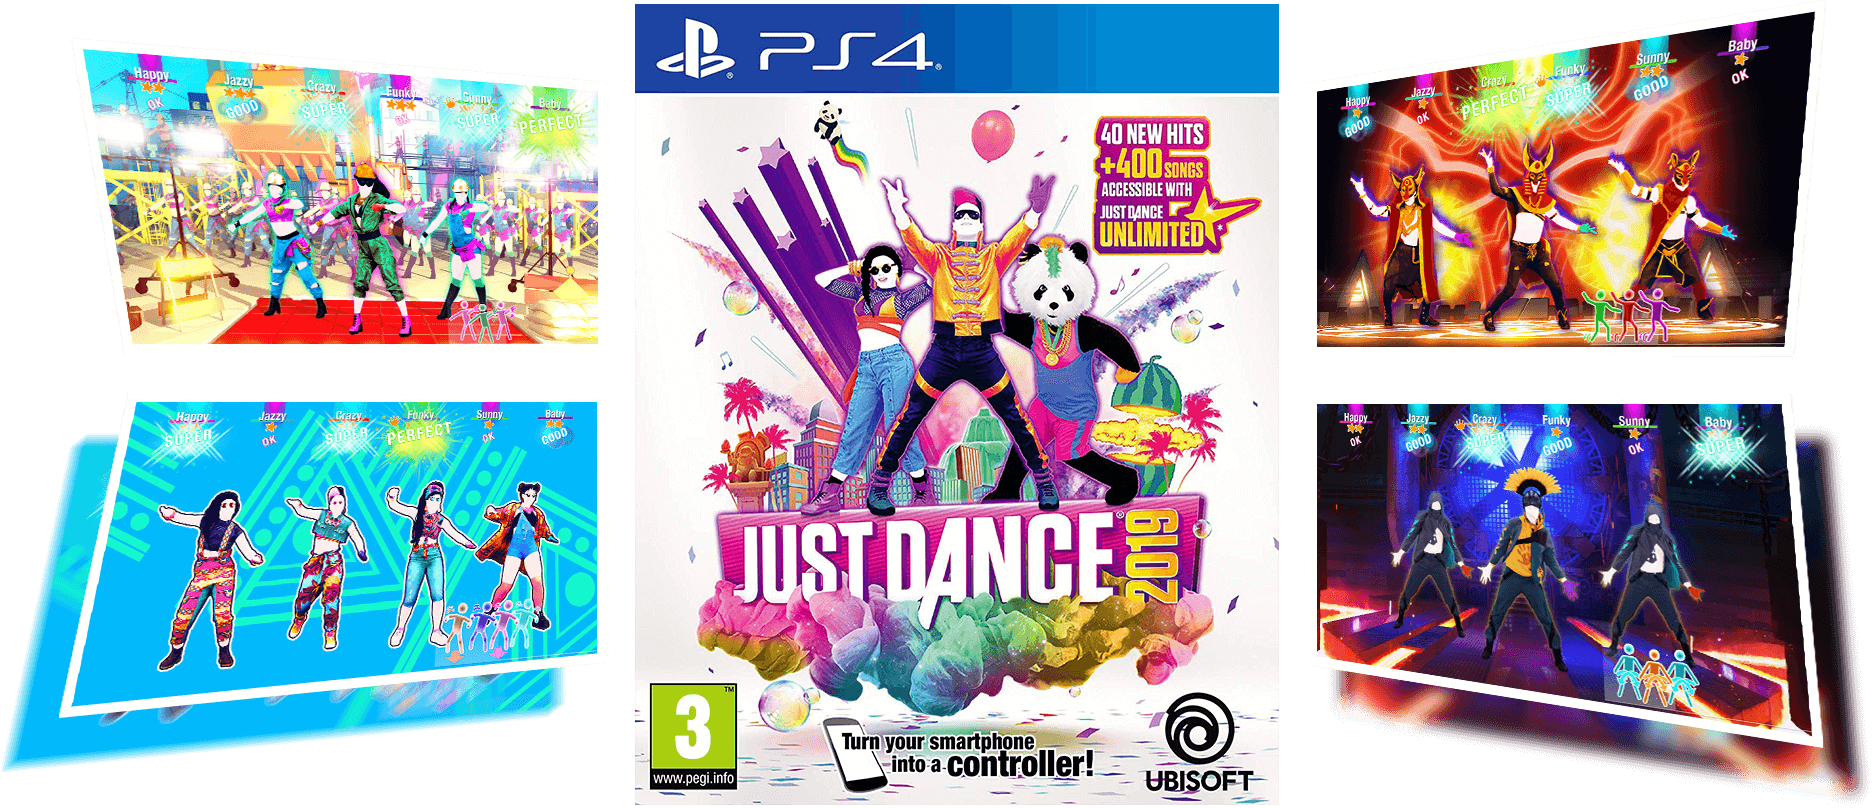 Happy
OK
Jazzy
GOOD
Crazy
SUPER
Funky
OK
Sunny
SUPER
Baby
PERFECT
PS4
40 NEW HITS
+400 SONGS
ACCESSIBLE WITH
JUST DANCE
UNLIMITED
JUST DANCE®
2019
3
TM
www.pegi.info
Turn your smartphone
into a controller!
UBISOFT
Happy
GOOD
Jazzy
OK
Crazy
PERFECT
Funky
SUPER
Sunny
GOOD
Baby
OK
Happy
SUPER
Jazzy
OK
Crazy
SUPER
Funky
PERFECT
Sunny
OK
Baby
GOOD
Happy
OK
Jazzy
GOOD
Crazy
SUPER
Funky
GOOD
Sunny
OK
Baby
SUPER